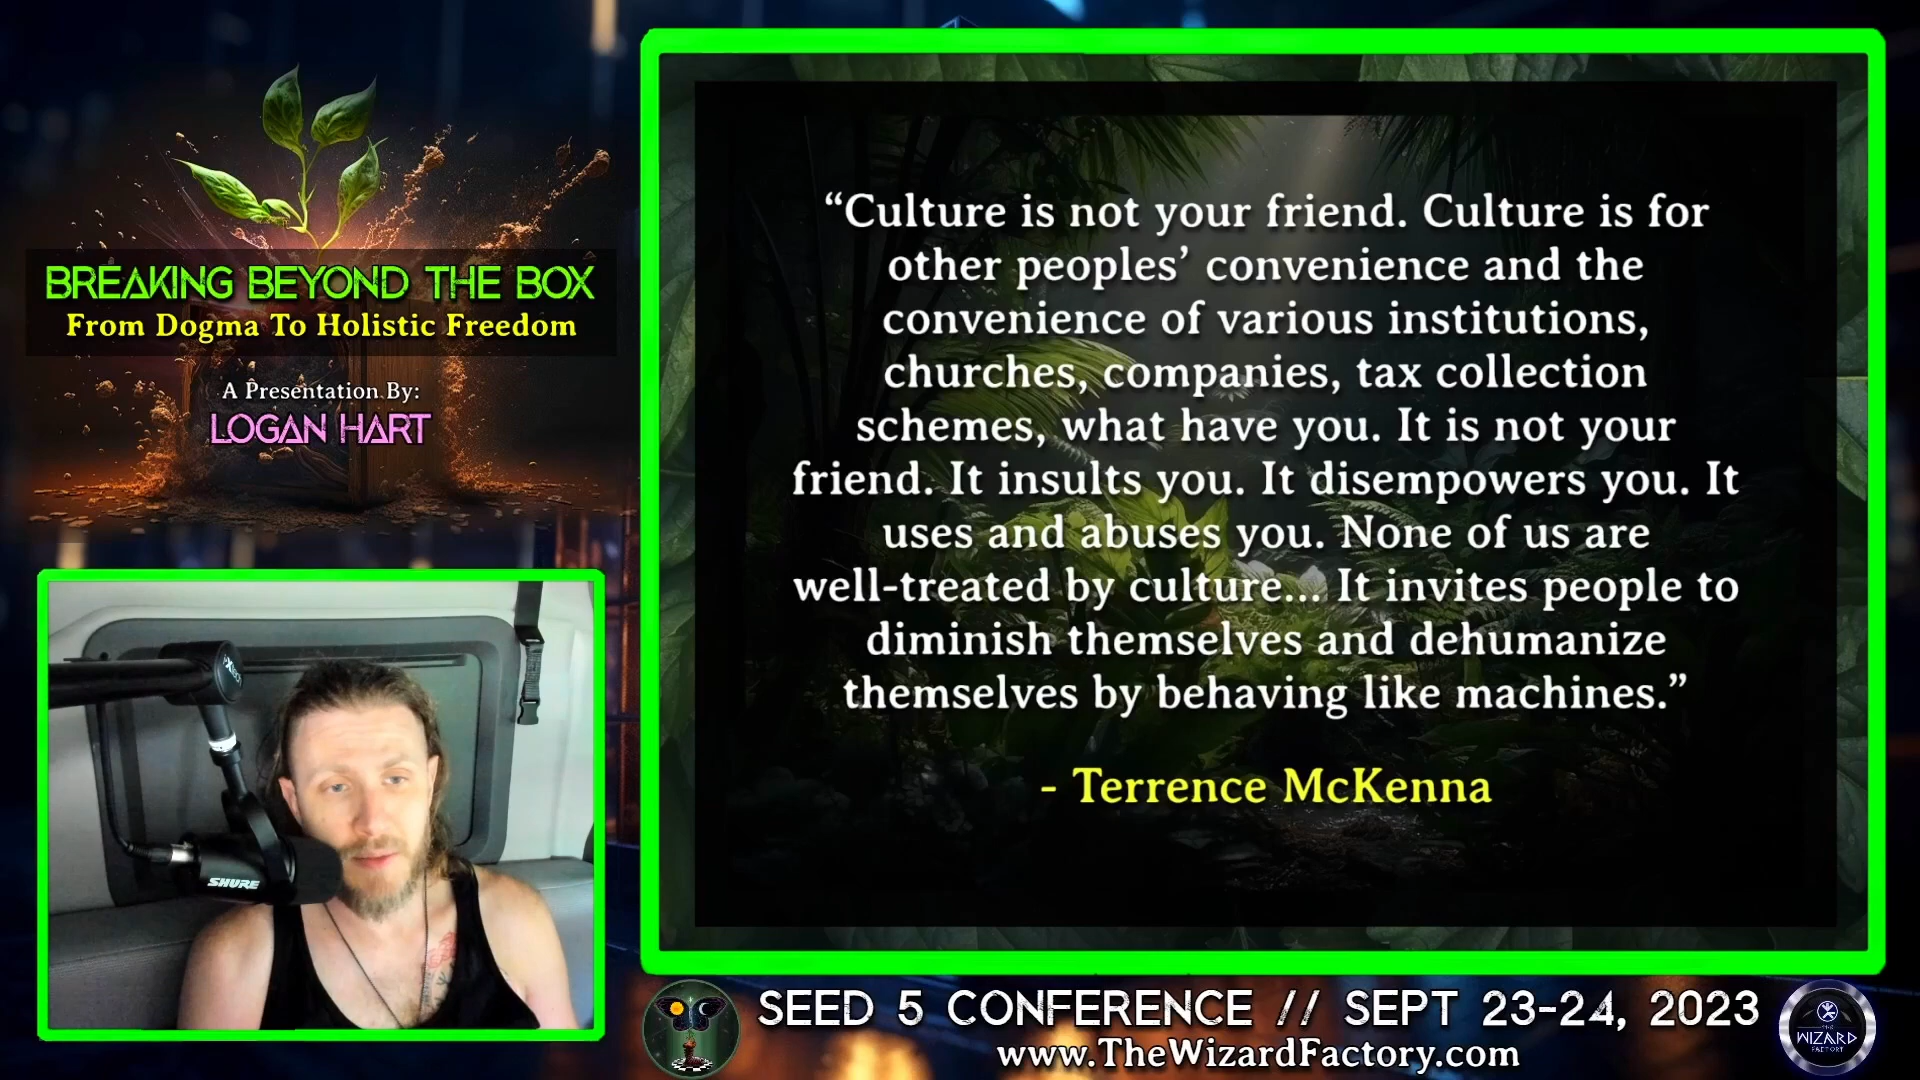 BREAKING BEYOND THE BOX
From Dogma To Holistic Freedom
A Presentation By:
LOGAN HART
“Culture is not your friend. Culture is for
other peoples’ convenience and the
convenience of various institutions,
churches, companies, tax collection
schemes, what have you. It is not your
friend. It insults you. It disempowers you. It
uses and abuses you. None of us are
well-treated by culture... It invites people to
diminish themselves and dehumanize
themselves by behaving like machines.”
- Terrence McKenna
SHURE
SEED 5 CONFERENCE // SEPT 23-24, 2023
www.TheWizardFactory.com
THE
WIZARD
FACTORY